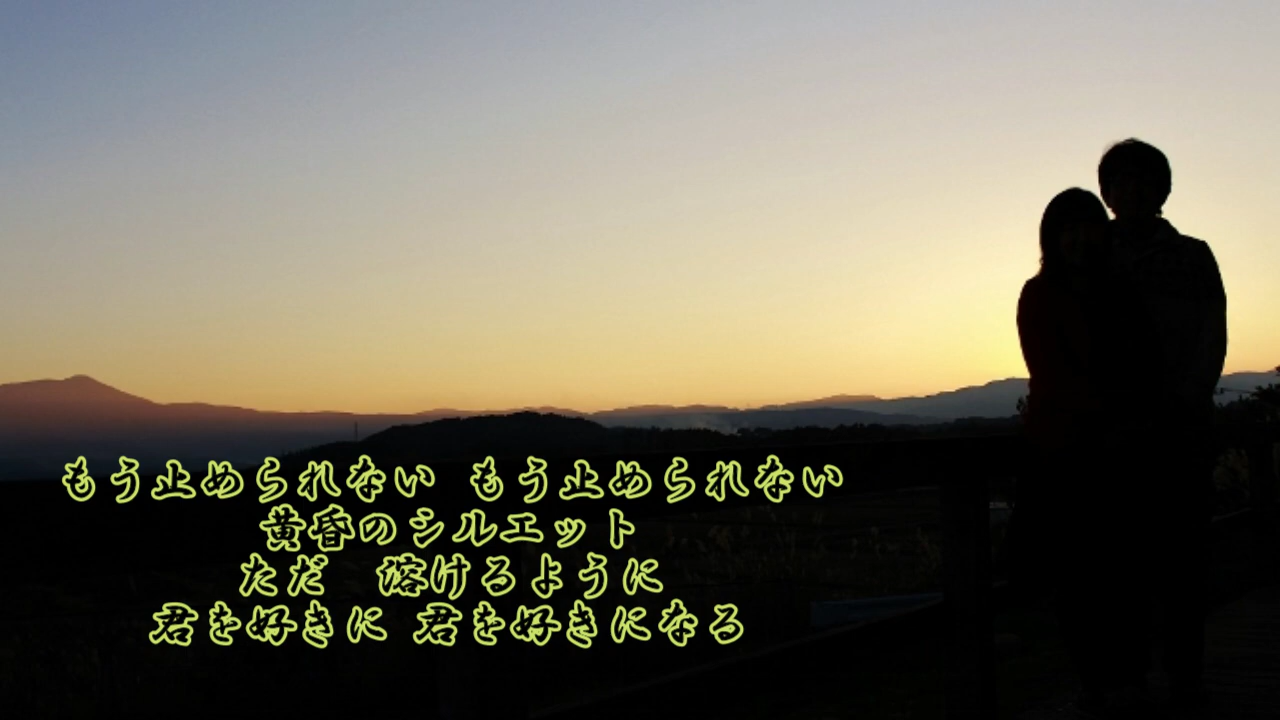 もう止められない もう止められない
黄昏のシルエット
ただ　溶けるように
君を好きに 君を好きになる